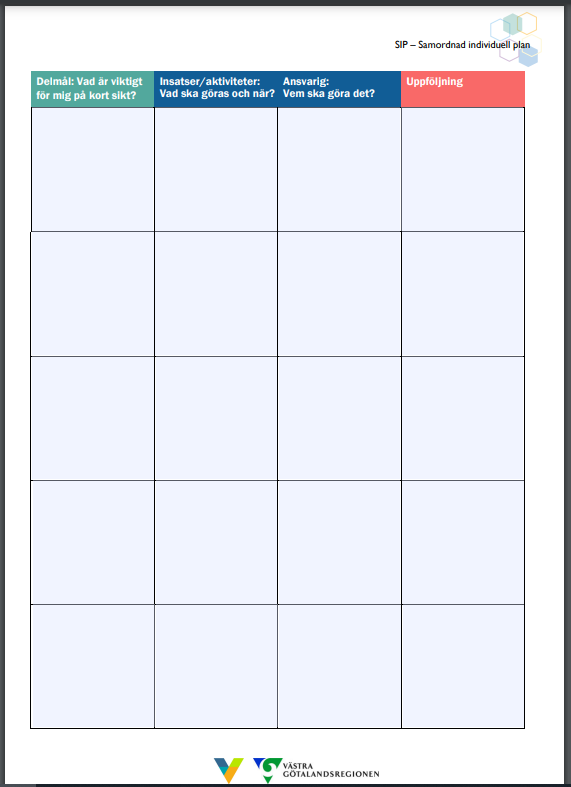 SIP – Samordnad individuell plan
Delmål: Vad är viktigt
för mig på kort sikt?
Insatser/aktiviteter:
Vad ska göras och när?
Ansvarig:
Vem ska göra det?
Uppföljning
VÄSTRA
GÖTALANDSREGIONEN